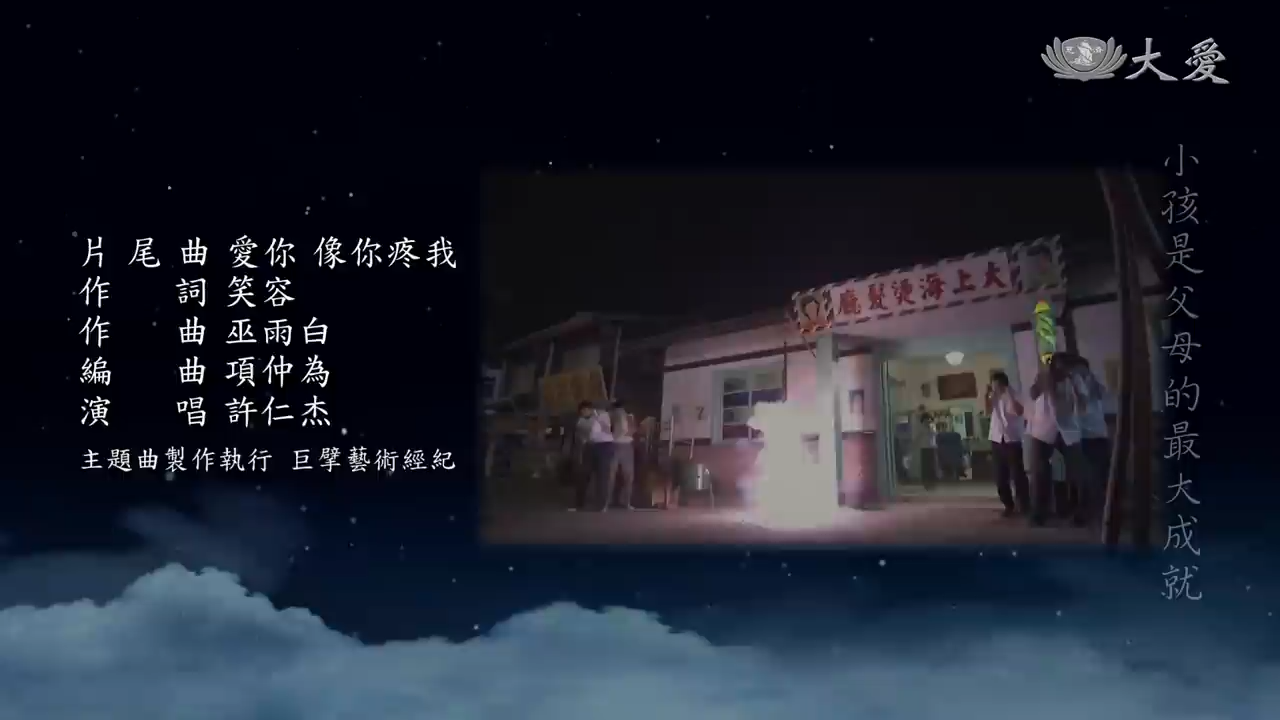 大愛
片尾曲 愛你 像你疼我
作詞 笑容
作曲 巫雨白
編曲 項仲為
演唱 許仁杰
主題曲製作執行 巨擘藝術經紀
大上海燙髮廳
小孩是父母的最大成就